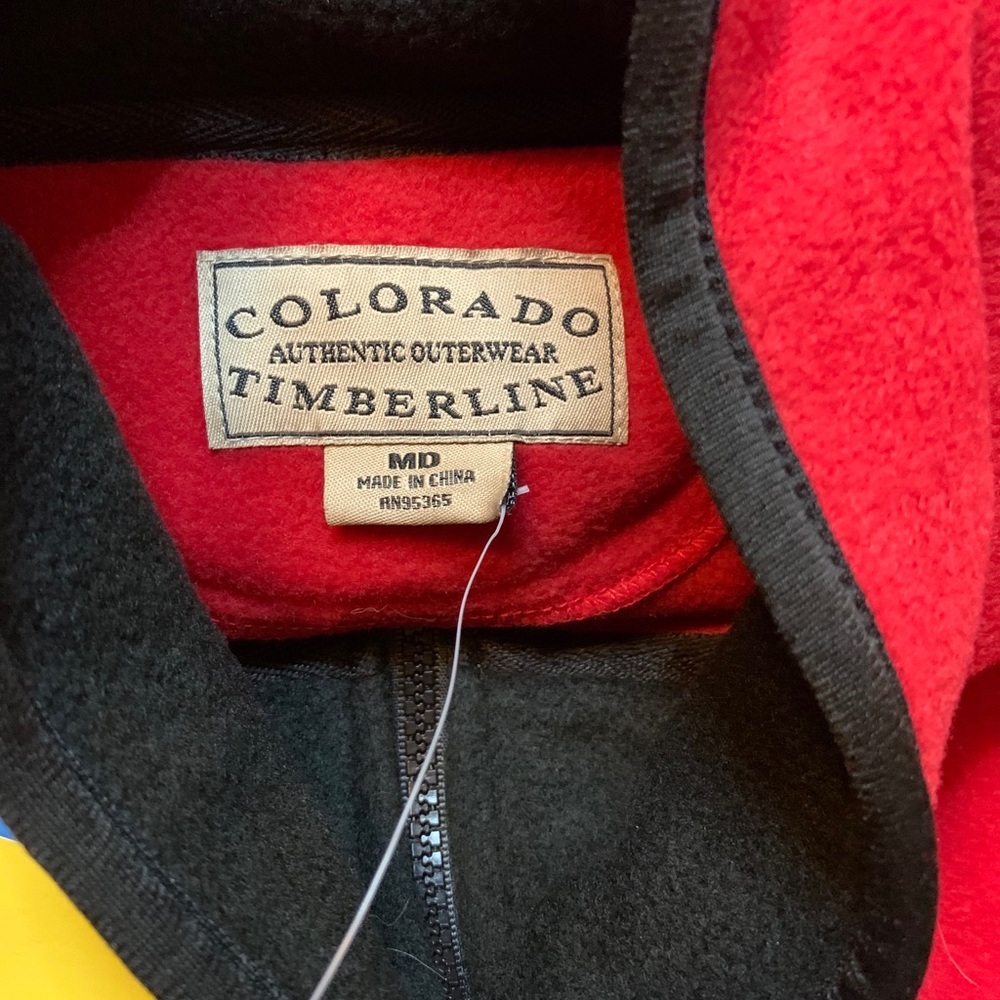 COLORADO
AUTHENTIC OUTERWEAR
TIMBERLINE
MD
MADE IN CHINA
RN95365